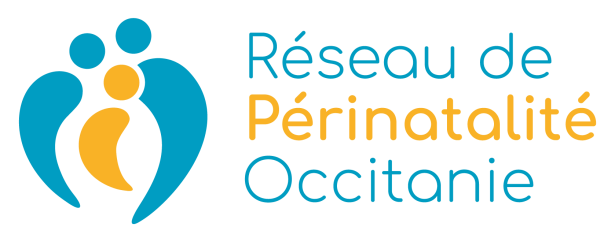 Réseau de
Périnatalité
Occitanie